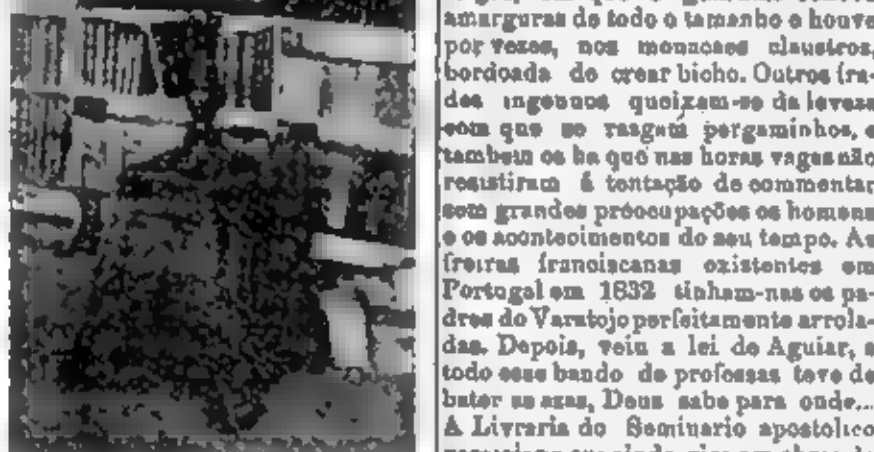 amarguras de todo o tamanho e houve
por vezes, nos monacaes claustros,
bordoada de crear bicho. Outros fra-
des ingenuos queixam-se da leveza
com que se rasgam pergaminhos, e
tambem os ha que nas horas vagas não
resistiram á tentação de commentar
sem grandes préoccupações os homens
e os acontecimentos do seu tempo. As
freiras franciscanas existentes em
Portugal em 1832 tinham-nas os pa-
dres do Varatojo perfeitamente arrola-
das. Depois, veiu a lei de Aguiar, e
todo esse bando de professas teve de
bater as azas, Deus sabe para onde...
A Livraria do Seminario apostolico